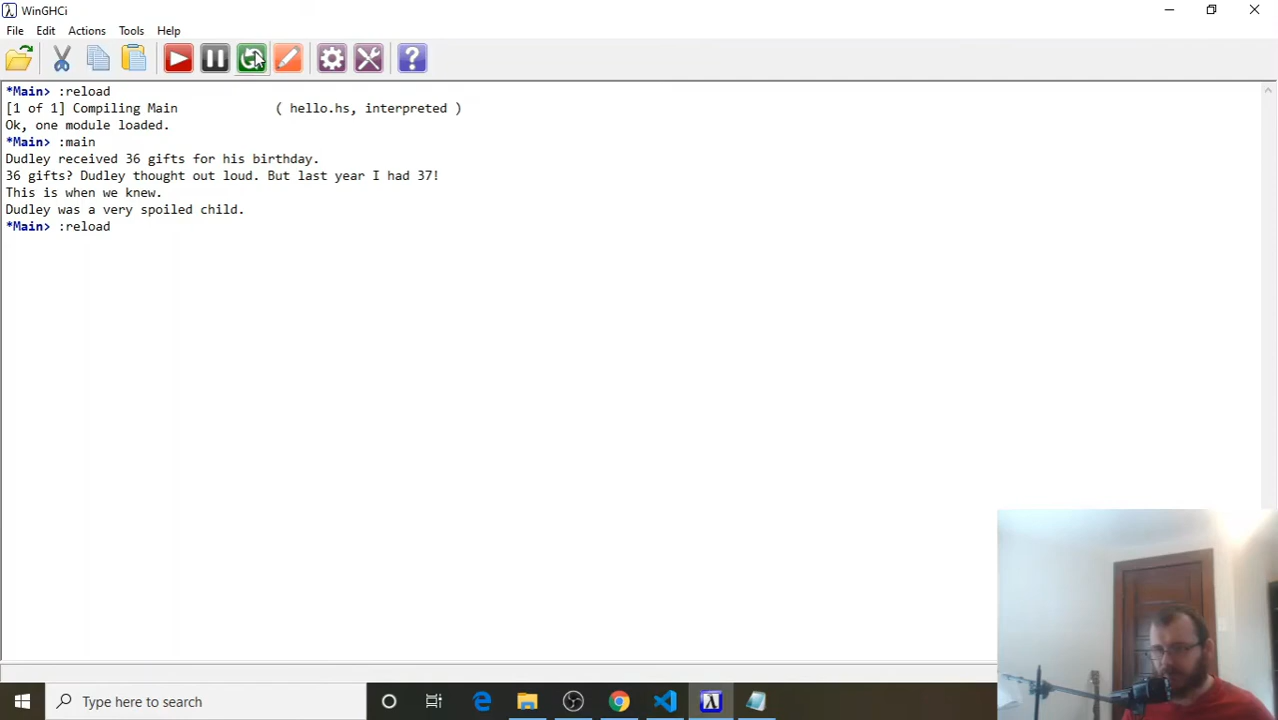 WinGHCi
File Edit Actions Tools Help
*Main> :reload
[1 of 1] Compiling Main ( hello.hs, interpreted )
Ok, one module loaded.
*Main> :main
Dudley received 36 gifts for his birthday.
36 gifts? Dudley thought out loud. But last year I had 37!
This is when we knew.
Dudley was a very spoiled child.
*Main> :reload
Type here to search